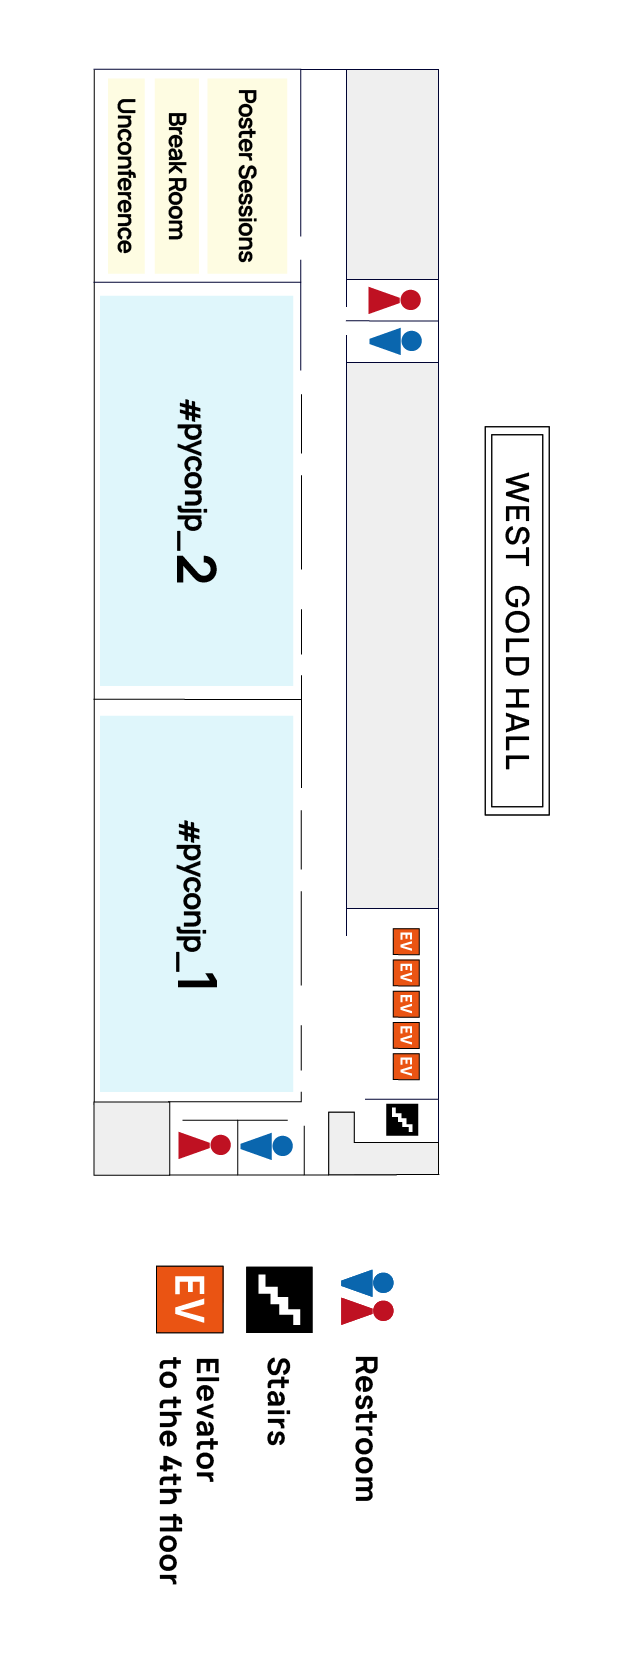 WEST GOLD HALL
Poster Sessions
Break Room
Unconference
#pyconjp_2
#pyconjp_1
EV
EV
EV
EV
EV
Restroom
Stairs
EV
Elevator
to the 4th floor